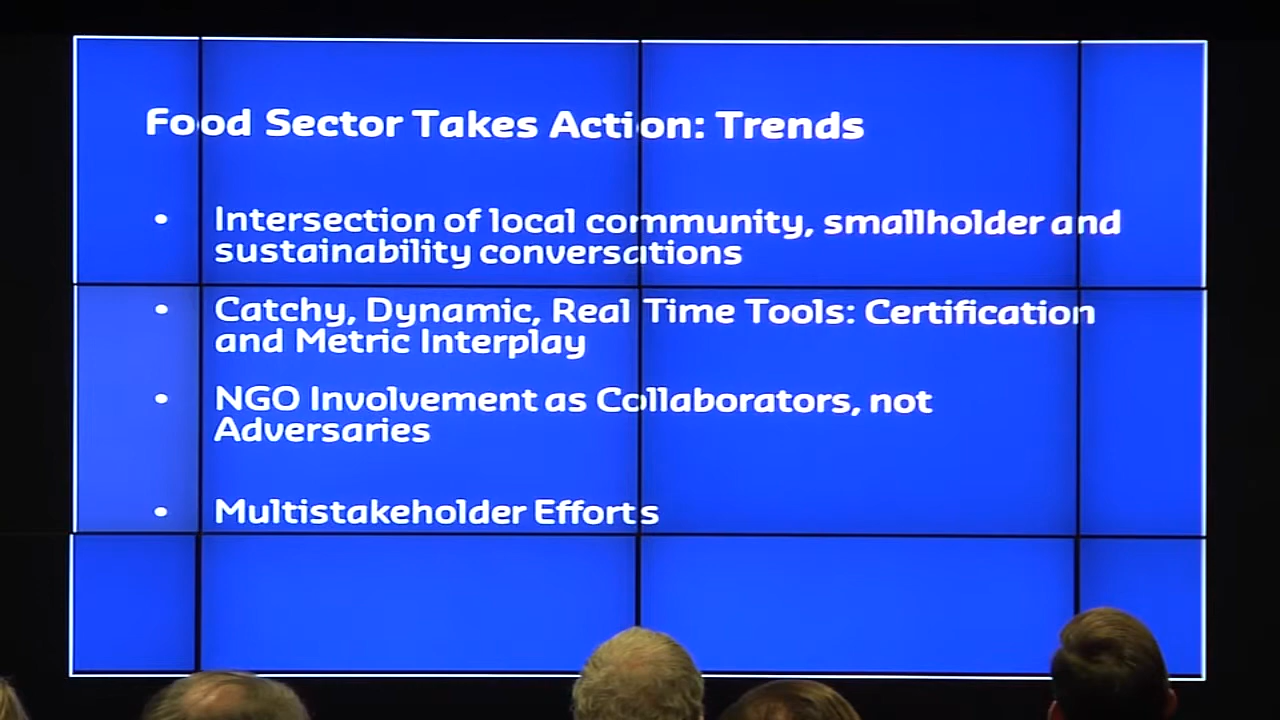 Food Sector Takes Action: Trends
• Intersection of local community, smallholder and
sustainability conversations
• Catchy, Dynamic, Real Time Tools: Certification
and Metric Interplay
• NGO Involvement as Collaborators, not
Adversaries
• Multistakeholder Efforts